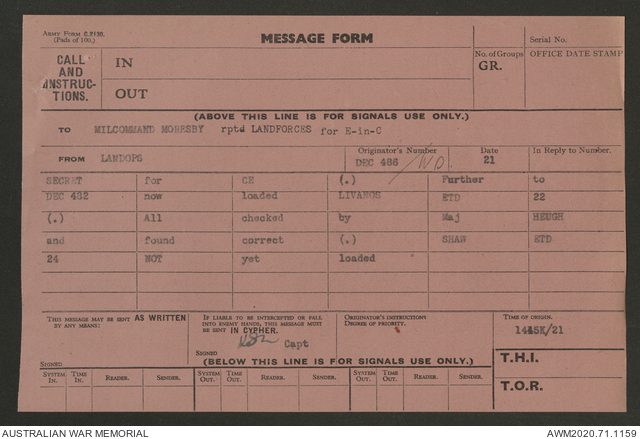 Army Form C.2136.
(Pads of 100.)
MESSAGE FORM
Serial No.
CALL AND INSTRUCTIONS.
IN
OUT
No. of Groups
GR.
OFFICE DATE STAMP
(ABOVE THIS LINE IS FOR SIGNALS USE ONLY.)
TO MILCOMMAND MORESBY rptd LANDFORCES for E-in-C
FROM LANDOPS
Originator's Number
DEC 486
Date
21
In Reply to Number.
SECRET for CE (.) Further to
DEC 482 now loaded LIVANOS ETD 22
(.) All checked by Maj HEUGH
and found correct (.) SHAW ETD
24 NOT yet loaded
THIS MESSAGE MAY BE SENT AS WRITTEN BY ANY MEANS:
IF LIABLE TO BE INTERCEPTED OR FALL INTO ENEMY HANDS, THIS MESSAGE MUST BE SENT IN CYPHER.
ORIGINATOR'S INSTRUCTIONS
DEGREE OF PRIORITY.
TIME OF ORIGIN.
1445K/21
Capt
SIGNED
SIGNED
(BELOW THIS LINE IS FOR SIGNALS USE ONLY.)
T.H.I.
T.O.R.
SYSTEM IN. TIME IN. READER. SENDER. SYSTEM OUT. TIME OUT. READER. SENDER. SYSTEM OUT. TIME OUT. READER. SENDER.
AUSTRALIAN WAR MEMORIAL
AWM2020.71.1159